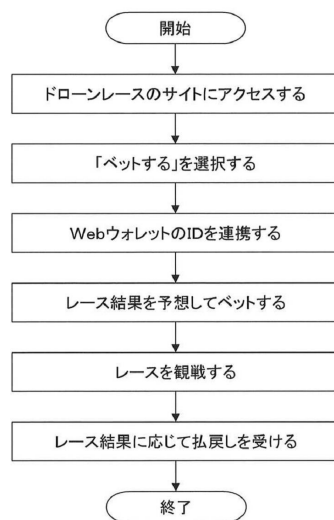 開始
ドローンレースのサイトにアクセスする
「ベットする」を選択する
WebウォレットのIDを連携する
レース結果を予想してベットする
レースを観戦する
レース結果に応じて払戻しを受ける
終了